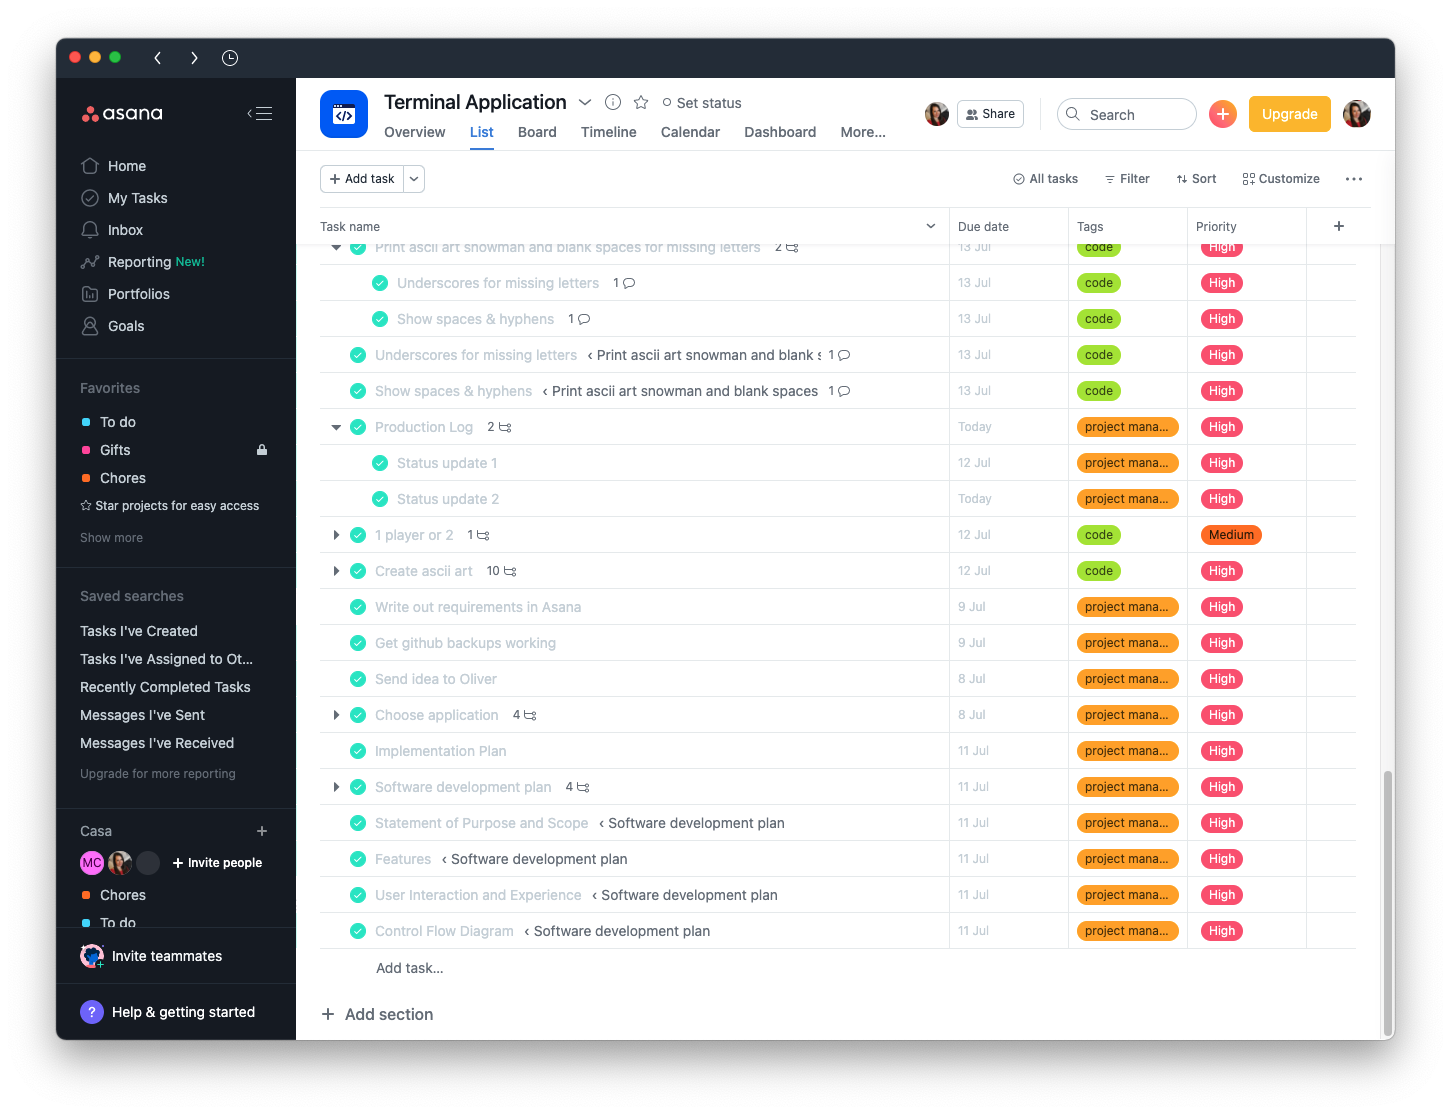 asana
Home
My Tasks
Inbox
Reporting New!
Portfolios
Goals
Favorites
To do
Gifts
Chores
Star projects for easy access
Show more
Saved searches
Tasks I've Created
Tasks I've Assigned to Ot...
Recently Completed Tasks
Messages I've Sent
Messages I've Received
Upgrade for more reporting
Casa +
MC + Invite people
Chores
To do
Invite teammates
? Help & getting started
Terminal Application Set status
Overview List Board Timeline Calendar Dashboard More...
Share Search + Upgrade
+ Add task All tasks Filter Sort Customize ...
Task name Due date Tags Priority +
Print ascii art snowman and blank spaces for missing letters 2 13 Jul code High
Underscores for missing letters 1 13 Jul code High
Show spaces & hyphens 1 13 Jul code High
Underscores for missing letters ‹ Print ascii art snowman and blank s 1 13 Jul code High
Show spaces & hyphens ‹ Print ascii art snowman and blank spaces 1 13 Jul code High
Production Log 2 Today project mana... High
Status update 1 12 Jul project mana... High
Status update 2 Today project mana... High
1 player or 2 1 12 Jul code Medium
Create ascii art 10 12 Jul code High
Write out requirements in Asana 9 Jul project mana... High
Get github backups working 9 Jul project mana... High
Send idea to Oliver 8 Jul project mana... High
Choose application 4 8 Jul project mana... High
Implementation Plan 11 Jul project mana... High
Software development plan 4 11 Jul project mana... High
Statement of Purpose and Scope ‹ Software development plan 11 Jul project mana... High
Features ‹ Software development plan 11 Jul project mana... High
User Interaction and Experience ‹ Software development plan 11 Jul project mana... High
Control Flow Diagram ‹ Software development plan 11 Jul project mana... High
Add task...
+ Add section